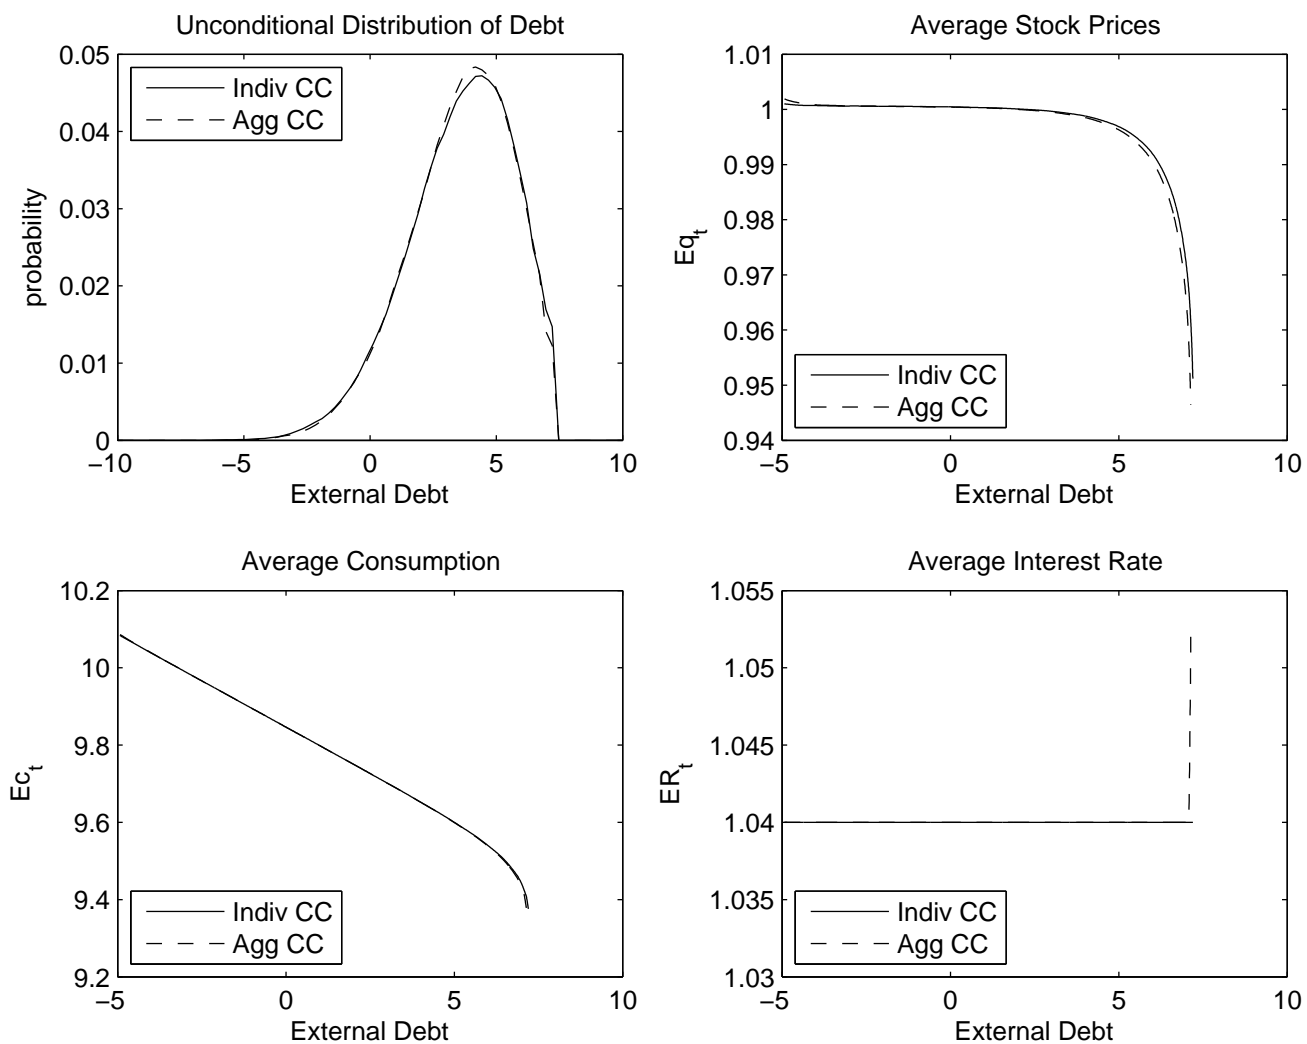 Unconditional Distribution of Debt
0.05
0.04
0.03
0.02
0.01
0
probability
Indiv CC
Agg CC
−10
−5
0
5
10
External Debt
Average Stock Prices
1.01
1
0.99
0.98
0.97
0.96
0.95
0.94
Eq_t
Indiv CC
Agg CC
−5
0
5
10
External Debt
Average Consumption
10.2
10
9.8
9.6
9.4
9.2
Ec_t
Indiv CC
Agg CC
−5
0
5
10
External Debt
Average Interest Rate
1.055
1.05
1.045
1.04
1.035
1.03
ER_t
Indiv CC
Agg CC
−5
0
5
10
External Debt